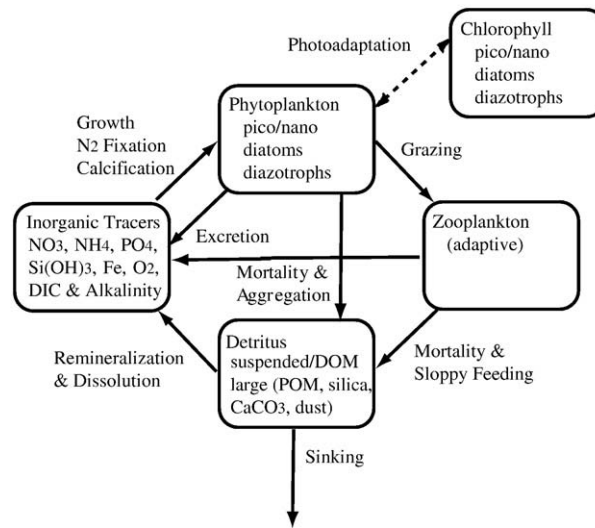 Photoadaptation
Chlorophyll
pico/nano
diatoms
diazotrophs
Growth
N2 Fixation
Calcification
Phytoplankton
pico/nano
diatoms
diazotrophs
Grazing
Inorganic Tracers
NO3, NH4, PO4,
Si(OH)3, Fe, O2,
DIC & Alkalinity
Excretion
Zooplankton
(adaptive)
Mortality &
Aggregation
Remineralization
& Dissolution
Detritus
suspended/DOM
large (POM, silica,
CaCO3, dust)
Mortality &
Sloppy Feeding
Sinking